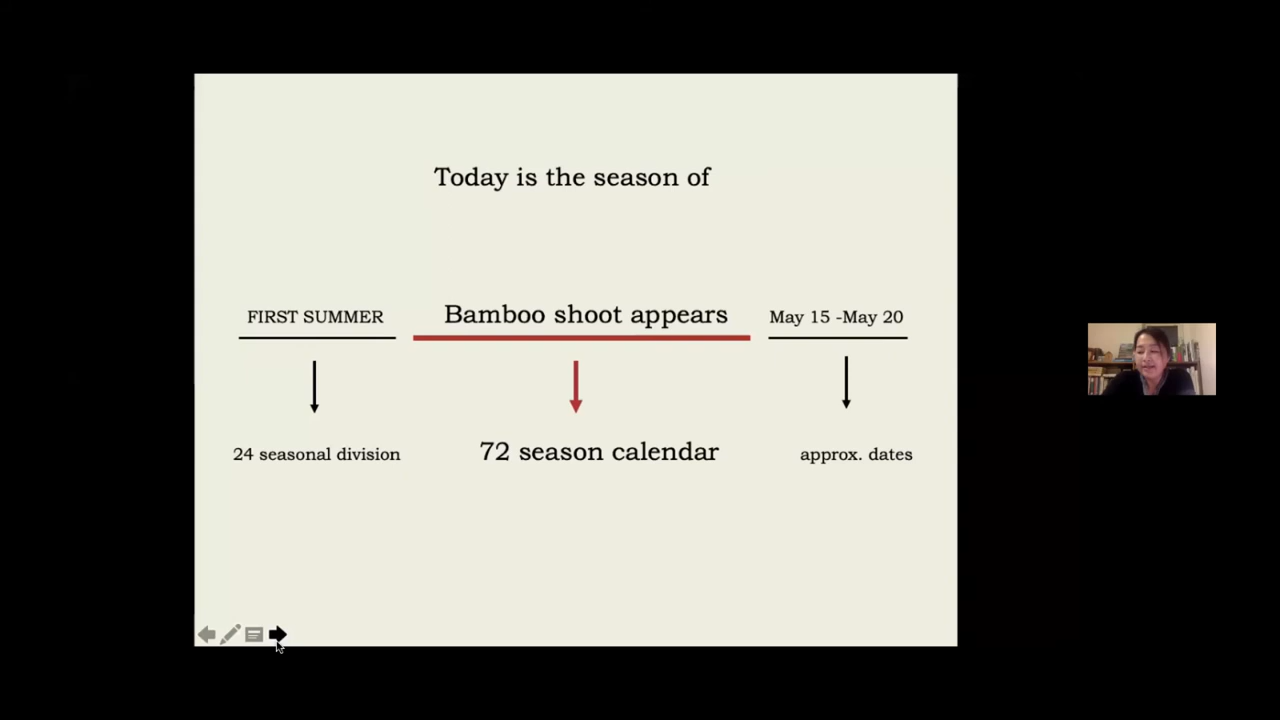 Today is the season of
FIRST SUMMER
Bamboo shoot appears
May 15 -May 20
24 seasonal division
72 season calendar
approx. dates